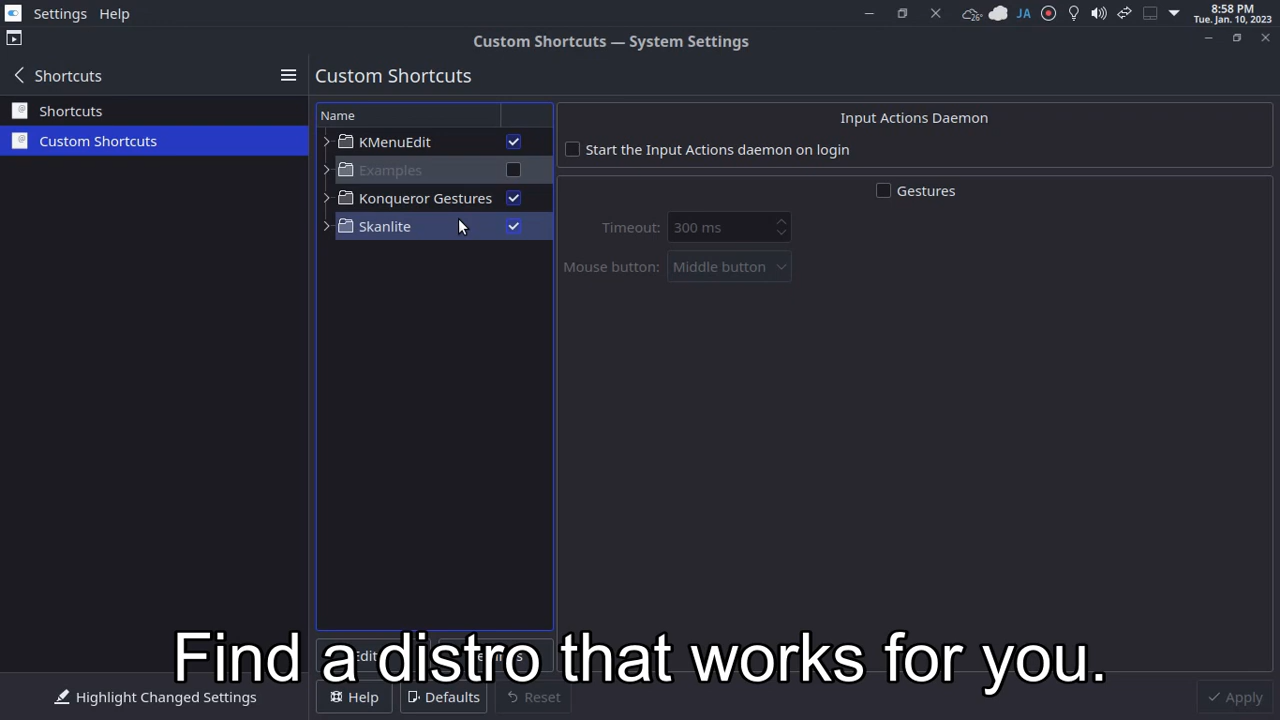 Settings Help
26°
JA
8:58 PM
Tue. Jan. 10, 2023
Custom Shortcuts — System Settings
Shortcuts
Custom Shortcuts
Shortcuts
Custom Shortcuts
Name
KMenuEdit
Examples
Konqueror Gestures
Skanlite
Input Actions Daemon
Start the Input Actions daemon on login
Gestures
Timeout: 300 ms
Mouse button: Middle button
Edit
Find a distro that works for you.
Highlight Changed Settings
Help
Defaults
Reset
Apply